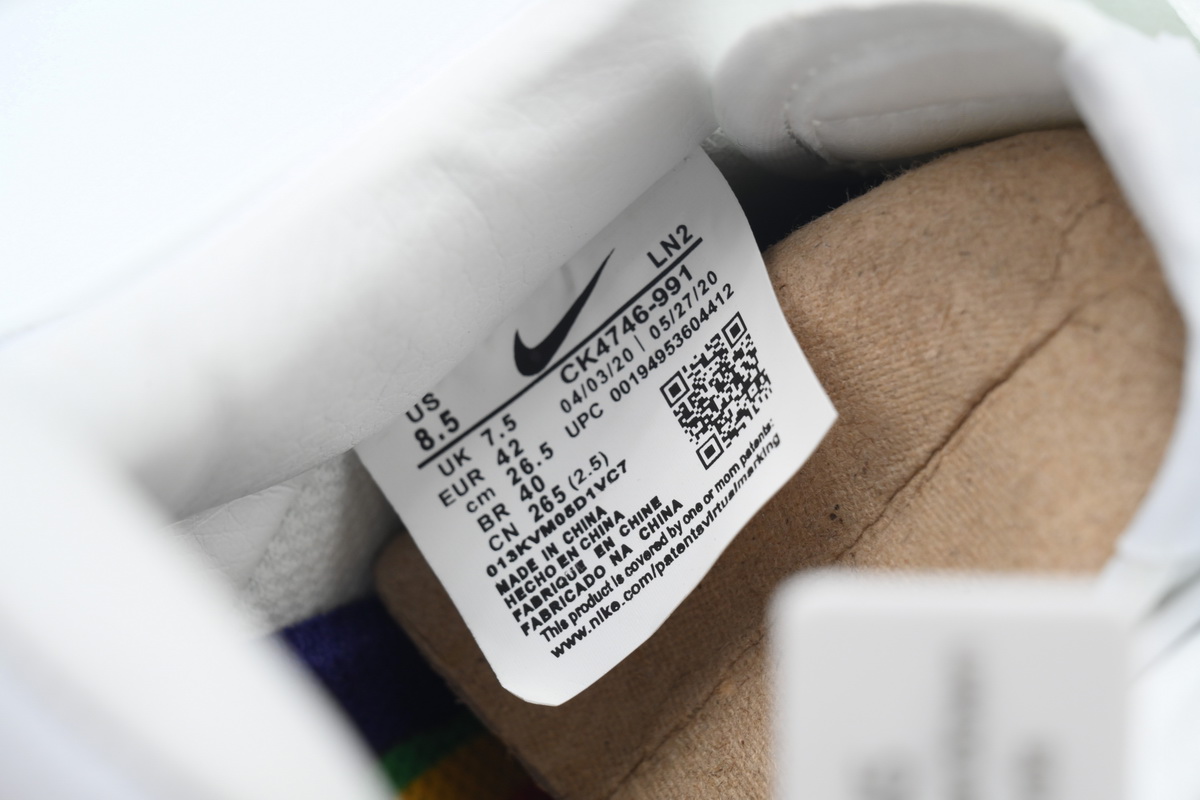 LN2
US
8.5
CK4746-991
UK 7.5
04/03/20 | 05/27/20
EUR 42
UPC 00194953604412
cm 26.5
BR 40
CN 265 (2.5)
013KVM05D1VC7
MADE IN CHINA
HECHO EN CHINA
FABRIQUE EN CHINE
FABRICADO NA CHINA
This product is covered by one or mom patents:
www.nike.com/patentsvirtualmarking